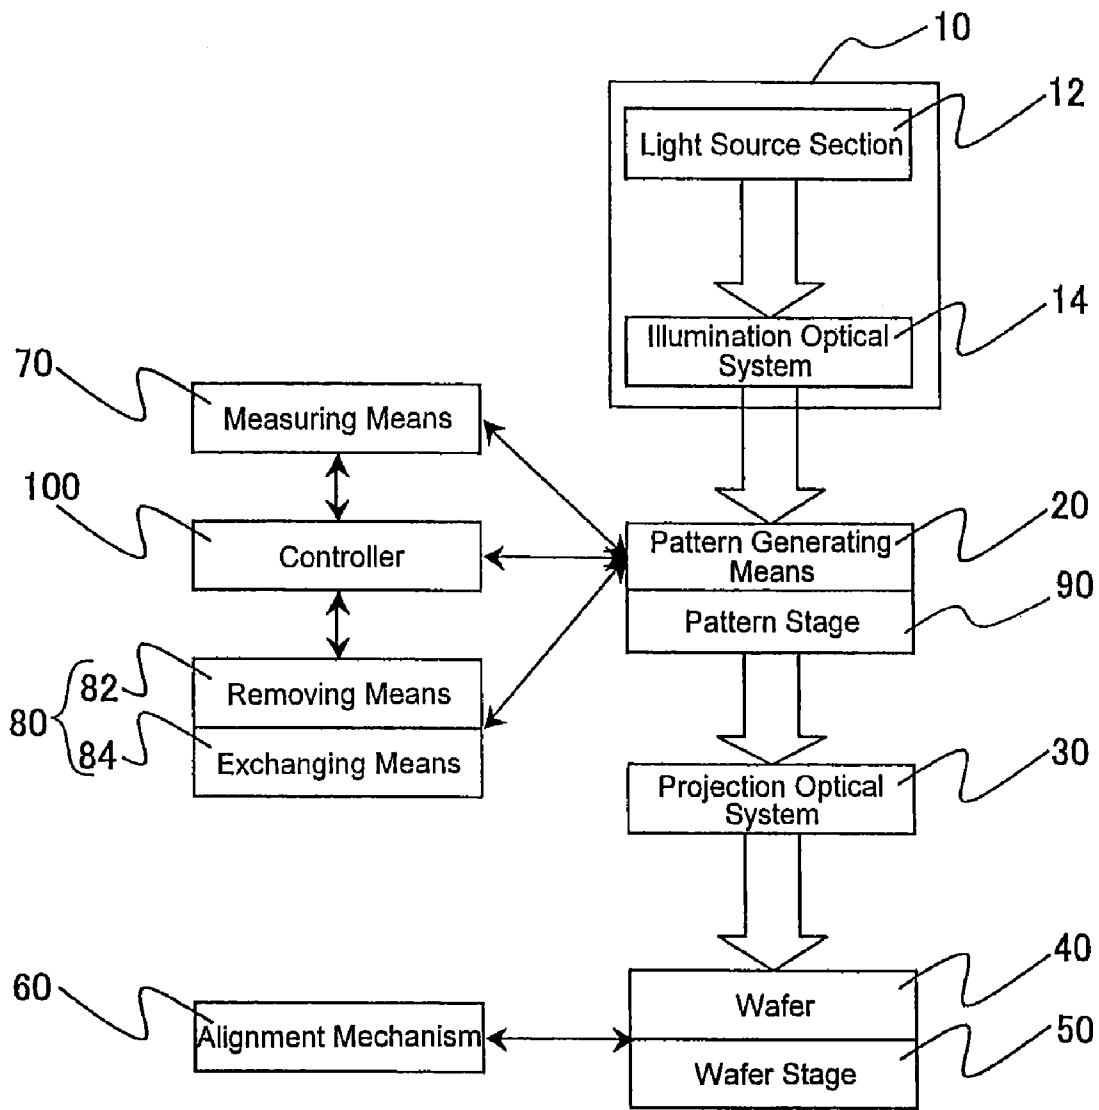 10
12
Light Source Section
14
Illumination Optical
System
70
Measuring Means
100
Controller
20
Pattern Generating
Means
90
Pattern Stage
80
82
Removing Means
84
Exchanging Means
30
Projection Optical
System
40
Wafer
60
Alignment Mechanism
50
Wafer Stage